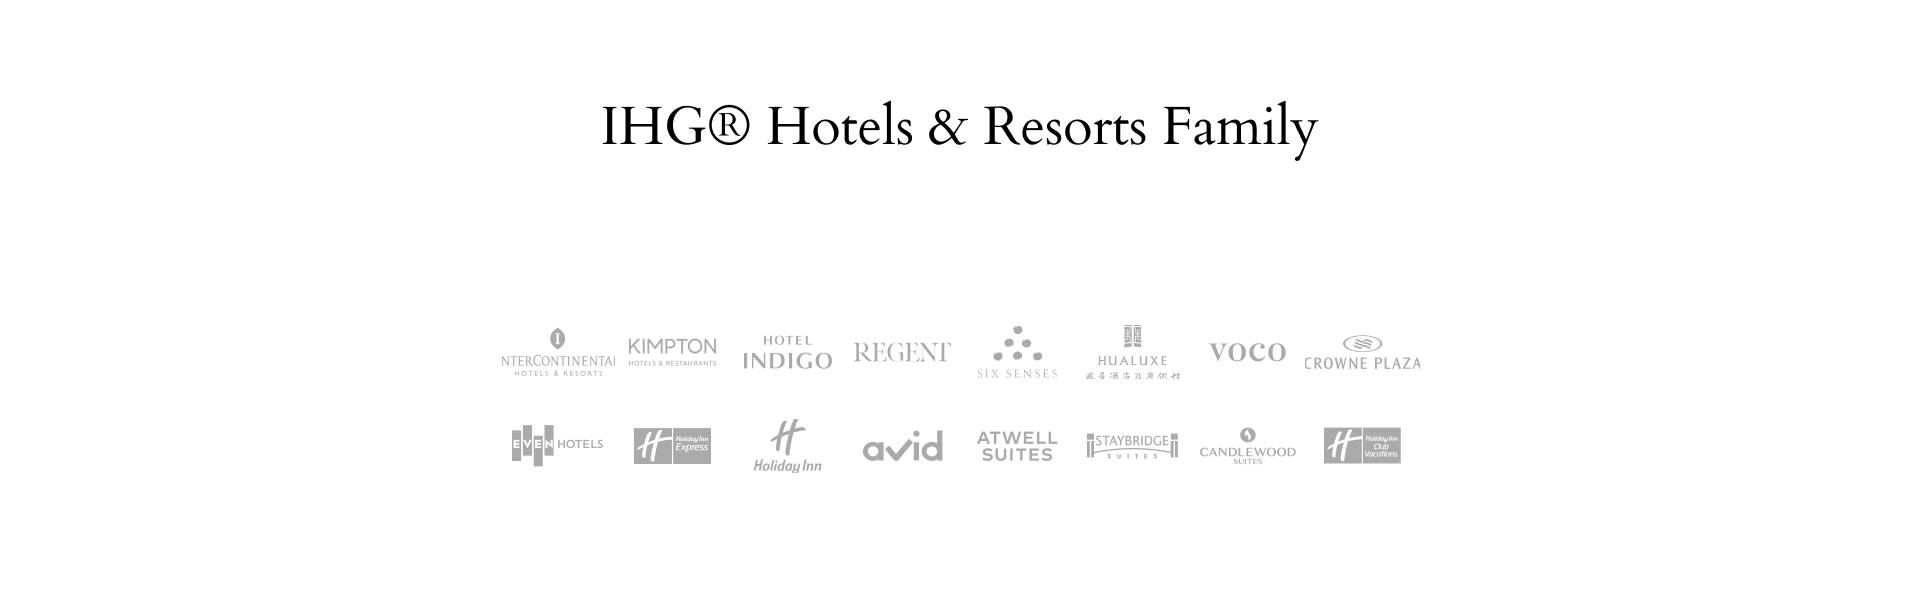 IHG® Hotels & Resorts Family
I
NTERCONTINENTA
HOTELS & RESORTS
KIMPTON
HOTELS & RESTAURANTS
HOTEL
INDIGO
REGENT
SIX SENSES
HUALUXE
VOCO
CROWNE PLAZA
EVEN HOTELS
H
Holiday Inn
Express
H
Holiday Inn
avid
ATWELL
SUITES
STAYBRIDGE
SUITES
CANDLEWOOD
SUITES
H
Holiday Inn
Club
Vacations